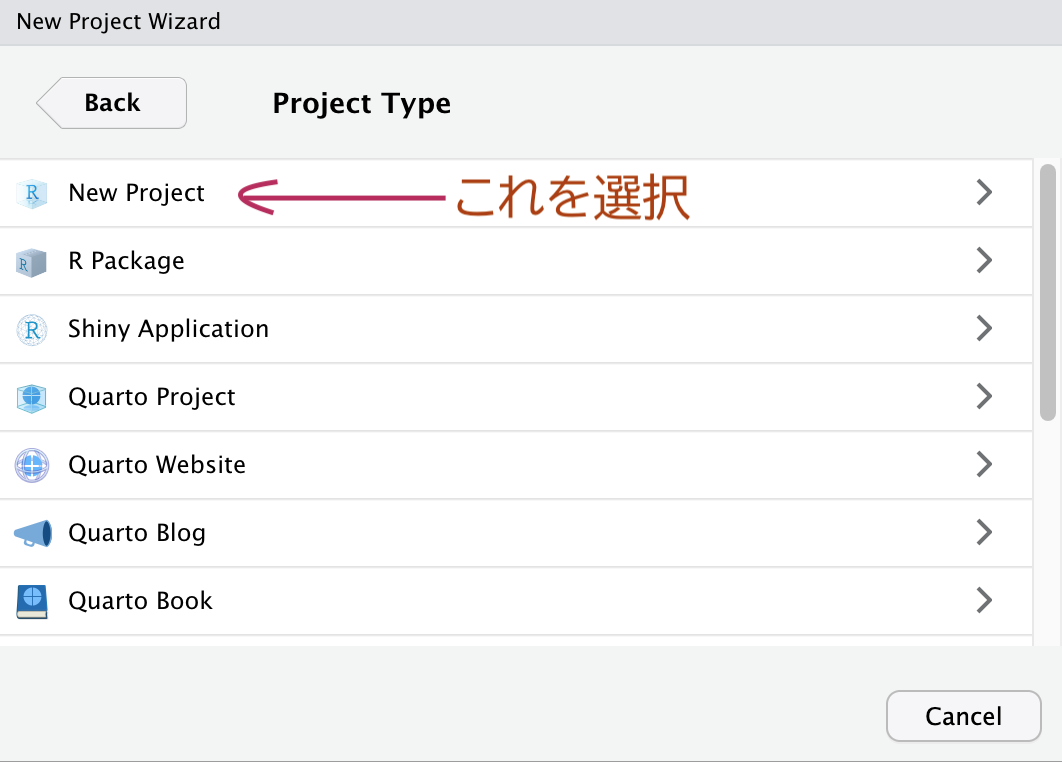 New Project Wizard
Back
Project Type
New Project
これを選択
R Package
Shiny Application
Quarto Project
Quarto Website
Quarto Blog
Quarto Book
Cancel